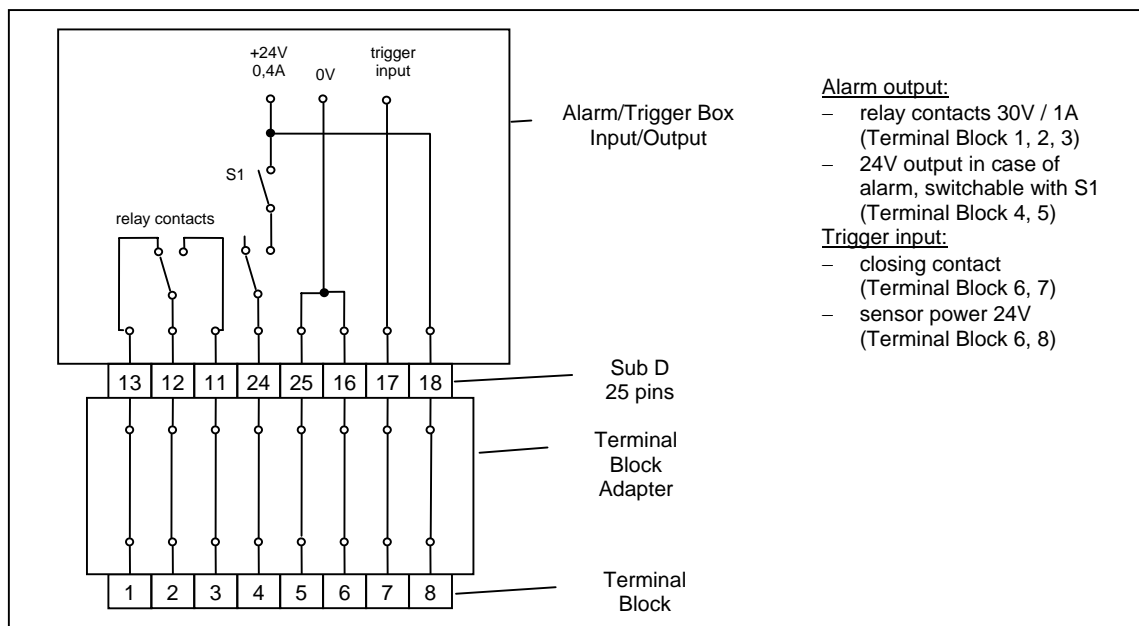 +24V
0,4A
0V
trigger
input
S1
relay contacts
Alarm/Trigger Box
Input/Output
13 12 11 24 25 16 17 18
Sub D
25 pins
Terminal
Block
Adapter
1 2 3 4 5 6 7 8
Terminal
Block
Alarm output:
– relay contacts 30V / 1A
(Terminal Block 1, 2, 3)
– 24V output in case of
alarm, switchable with S1
(Terminal Block 4, 5)
Trigger input:
– closing contact
(Terminal Block 6, 7)
– sensor power 24V
(Terminal Block 6, 8)